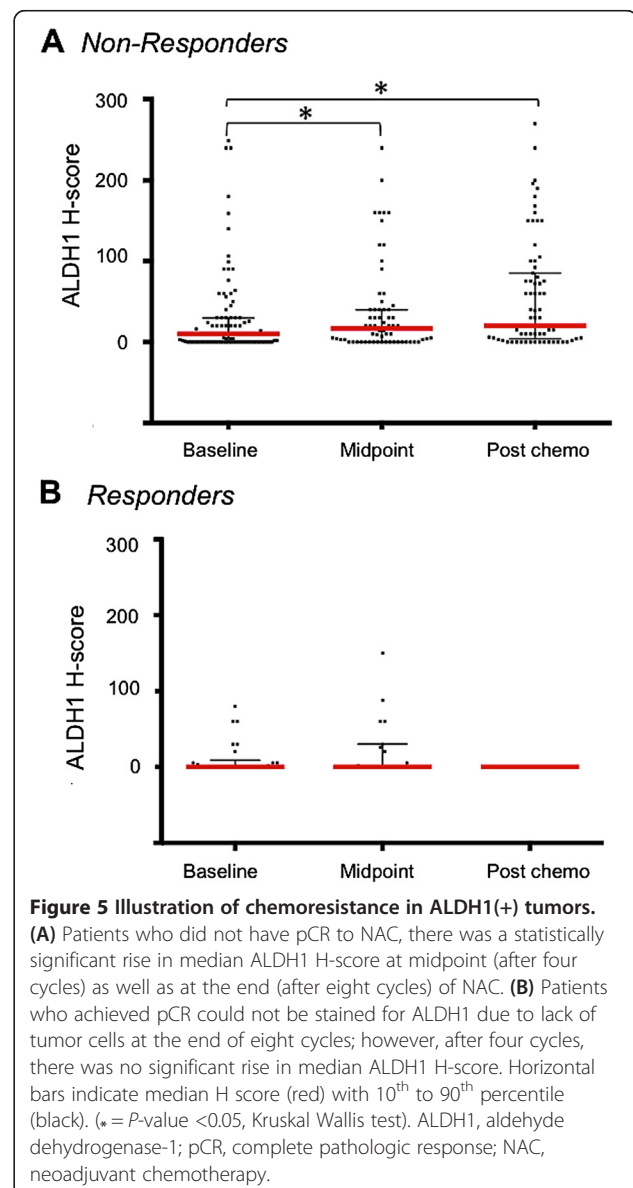 A Non-Responders
*
*
300
200
100
0
ALDH1 H-score
Baseline Midpoint Post chemo
B Responders
300
200
100
0
ALDH1 H-score
Baseline Midpoint Post chemo
Figure 5 Illustration of chemoresistance in ALDH1(+) tumors.
(A) Patients who did not have pCR to NAC, there was a statistically
significant rise in median ALDH1 H-score at midpoint (after four
cycles) as well as at the end (after eight cycles) of NAC. (B) Patients
who achieved pCR could not be stained for ALDH1 due to lack of
tumor cells at the end of eight cycles; however, after four cycles,
there was no significant rise in median ALDH1 H-score. Horizontal
bars indicate median H score (red) with 10th to 90th percentile
(black). (* = P-value <0.05, Kruskal Wallis test). ALDH1, aldehyde
dehydrogenase-1; pCR, complete pathologic response; NAC,
neoadjuvant chemotherapy.